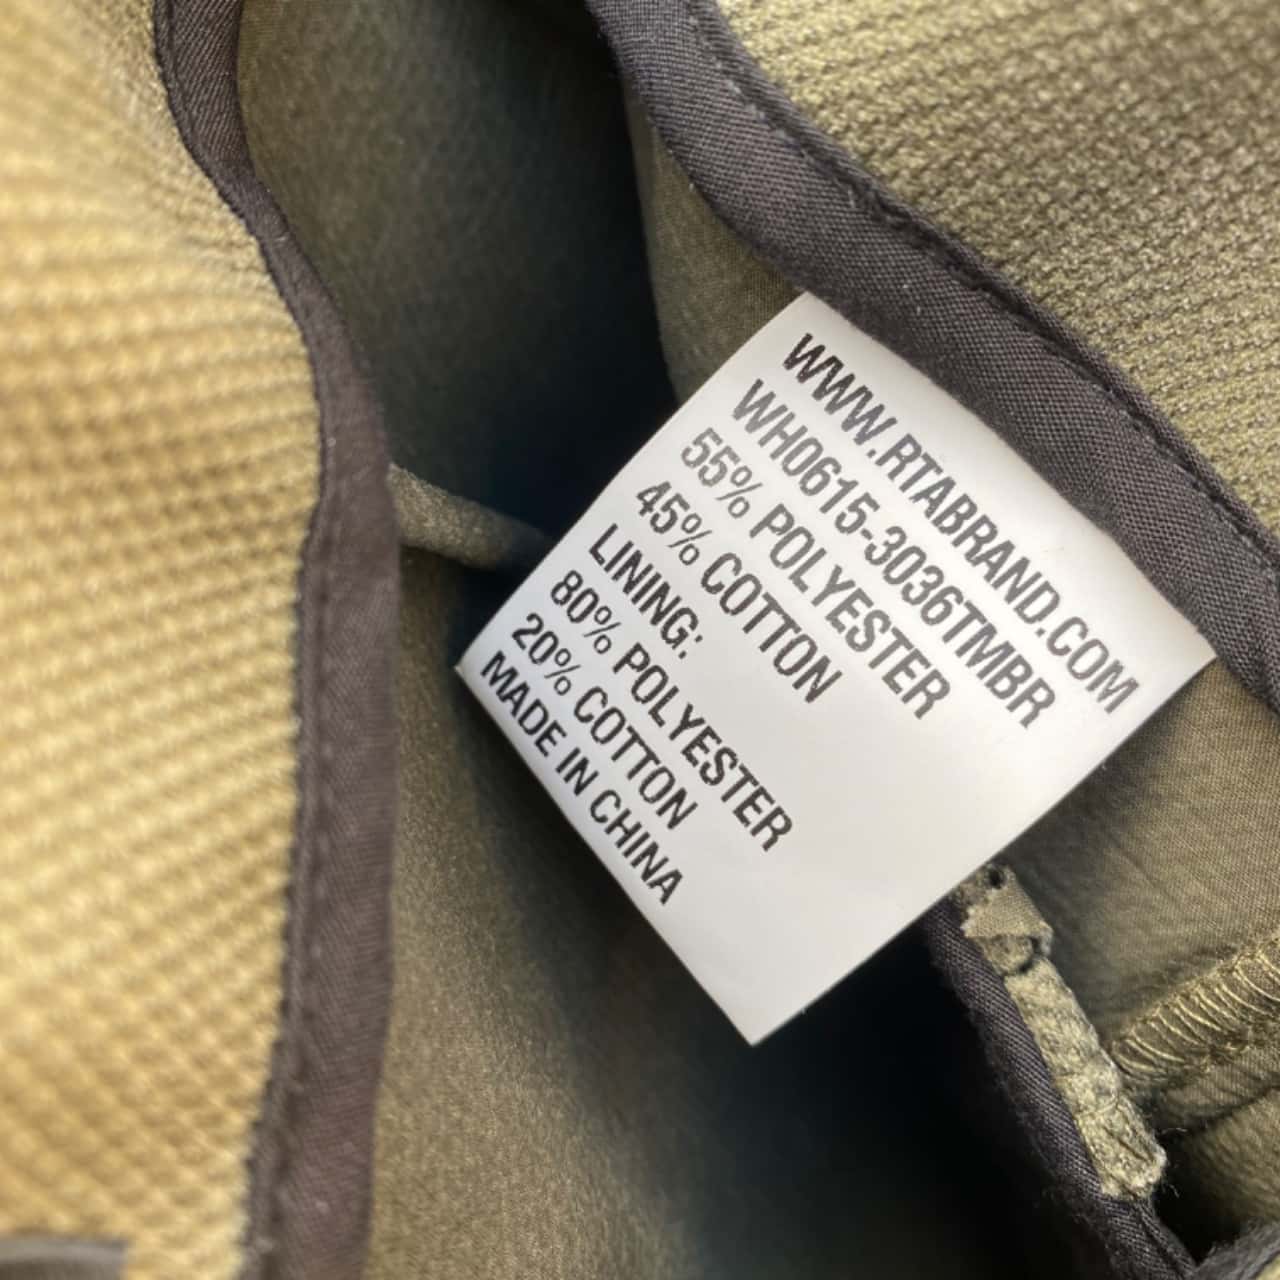 WWW.RTABRAND.COM
WH0615-3036TMBR
55% POLYESTER
45% COTTON
LINING:
80% POLYESTER
20% COTTON
MADE IN CHINA